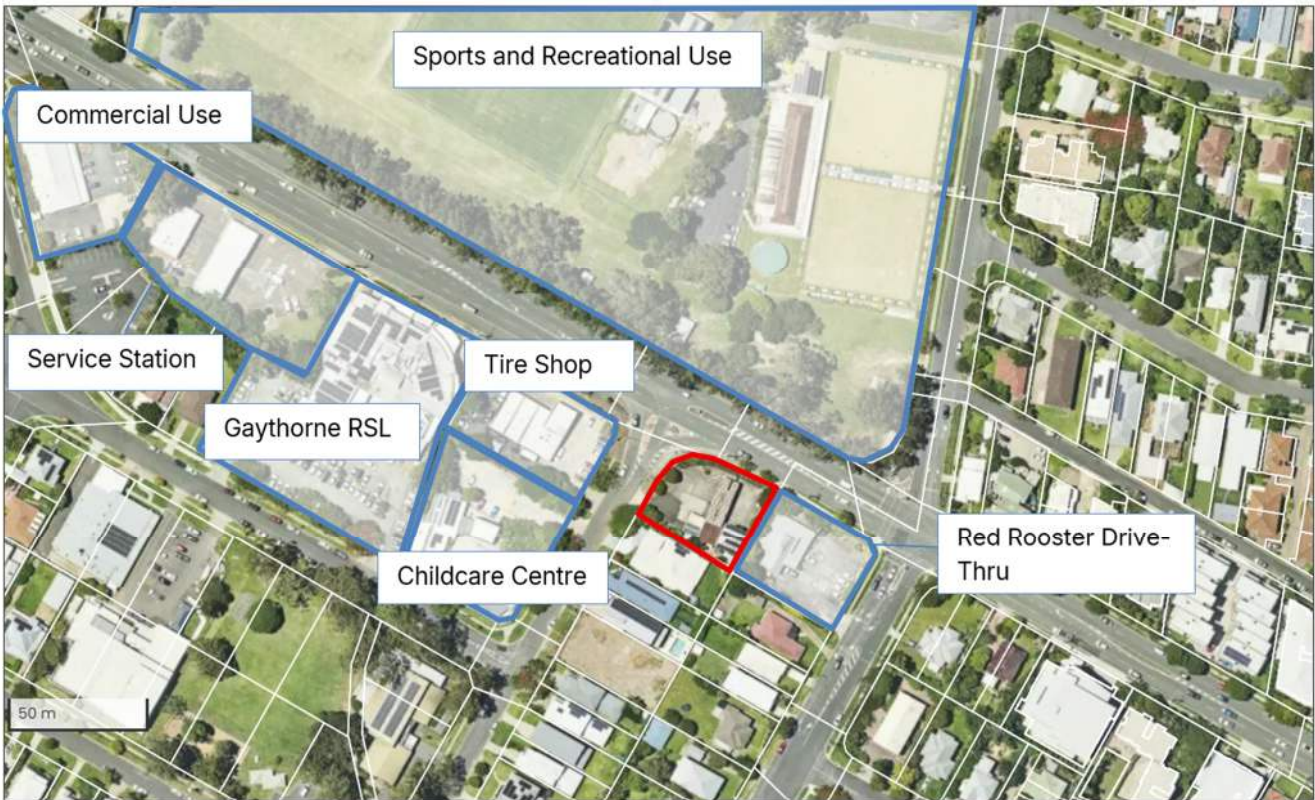 Sports and Recreational Use
Commercial Use
Service Station
Tire Shop
Gaythorne RSL
Red Rooster Drive-
Thru
Childcare Centre
50 m